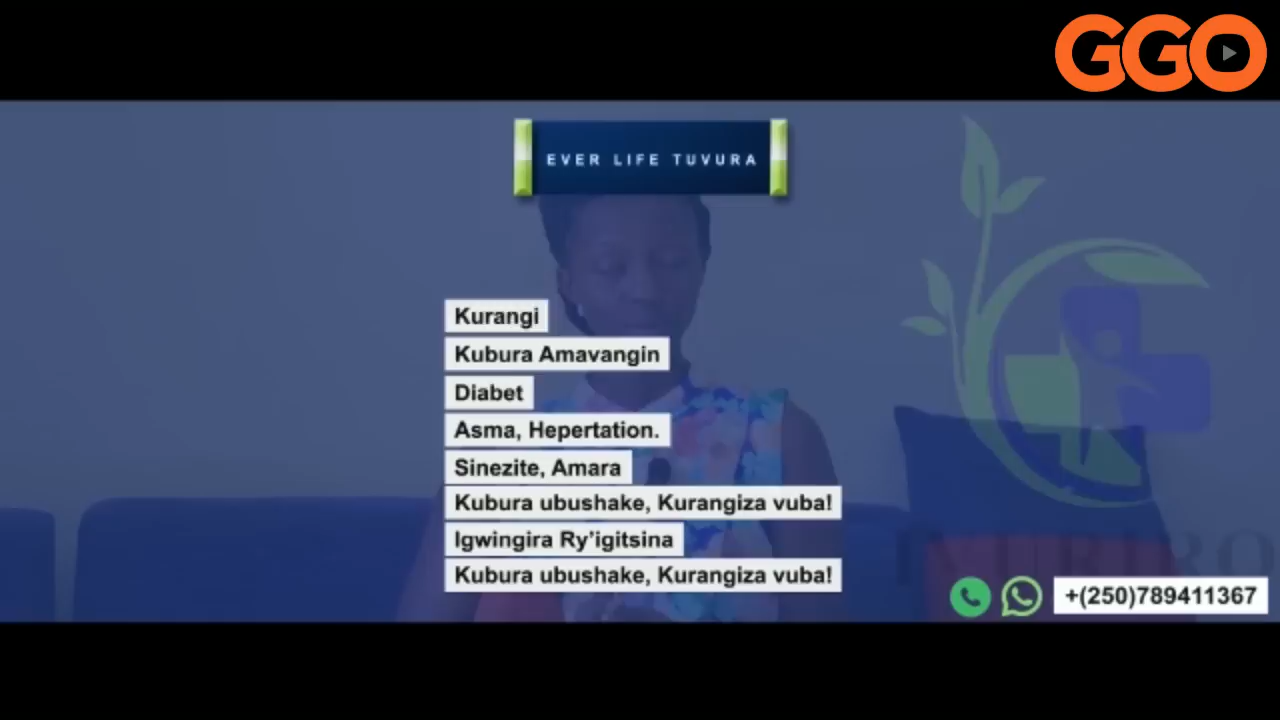 GGO
EVER LIFE TUVURA
Kurangi
Kubura Amavangin
Diabet
Asma, Hepertation.
Sinezite, Amara
Kubura ubushake, Kurangiza vuba!
Igwingira Ry'igitsina
Kubura ubushake, Kurangiza vuba!
+(250)789411367